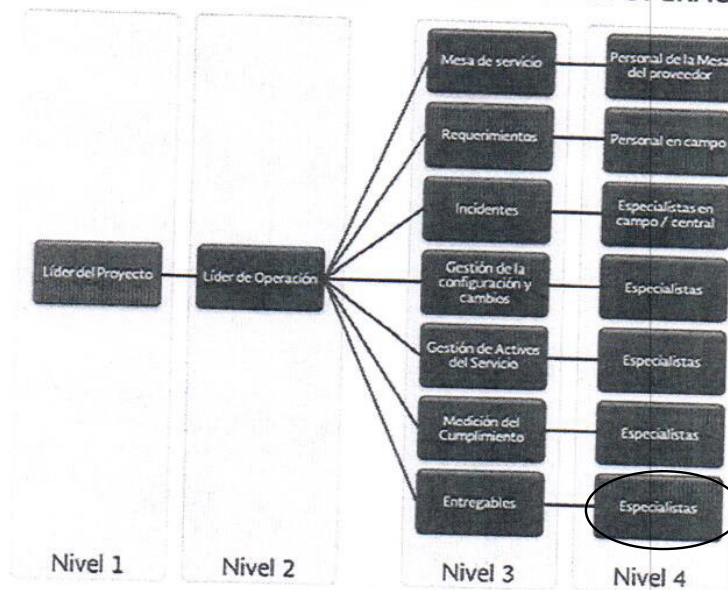 Mesa de servicio
Personal de la Mesa
del proveedor
Requerimientos
Personal en campo
Incidentes
Especialistas en
campo / central
Líder del Proyecto
Líder de Operación
Gestión de la
configuración y
cambios
Especialistas
Gestión de Activos
del Servicio
Especialistas
Medición del
Cumplimiento
Especialistas
Entregables
Especialistas
Nivel 1
Nivel 2
Nivel 3
Nivel 4